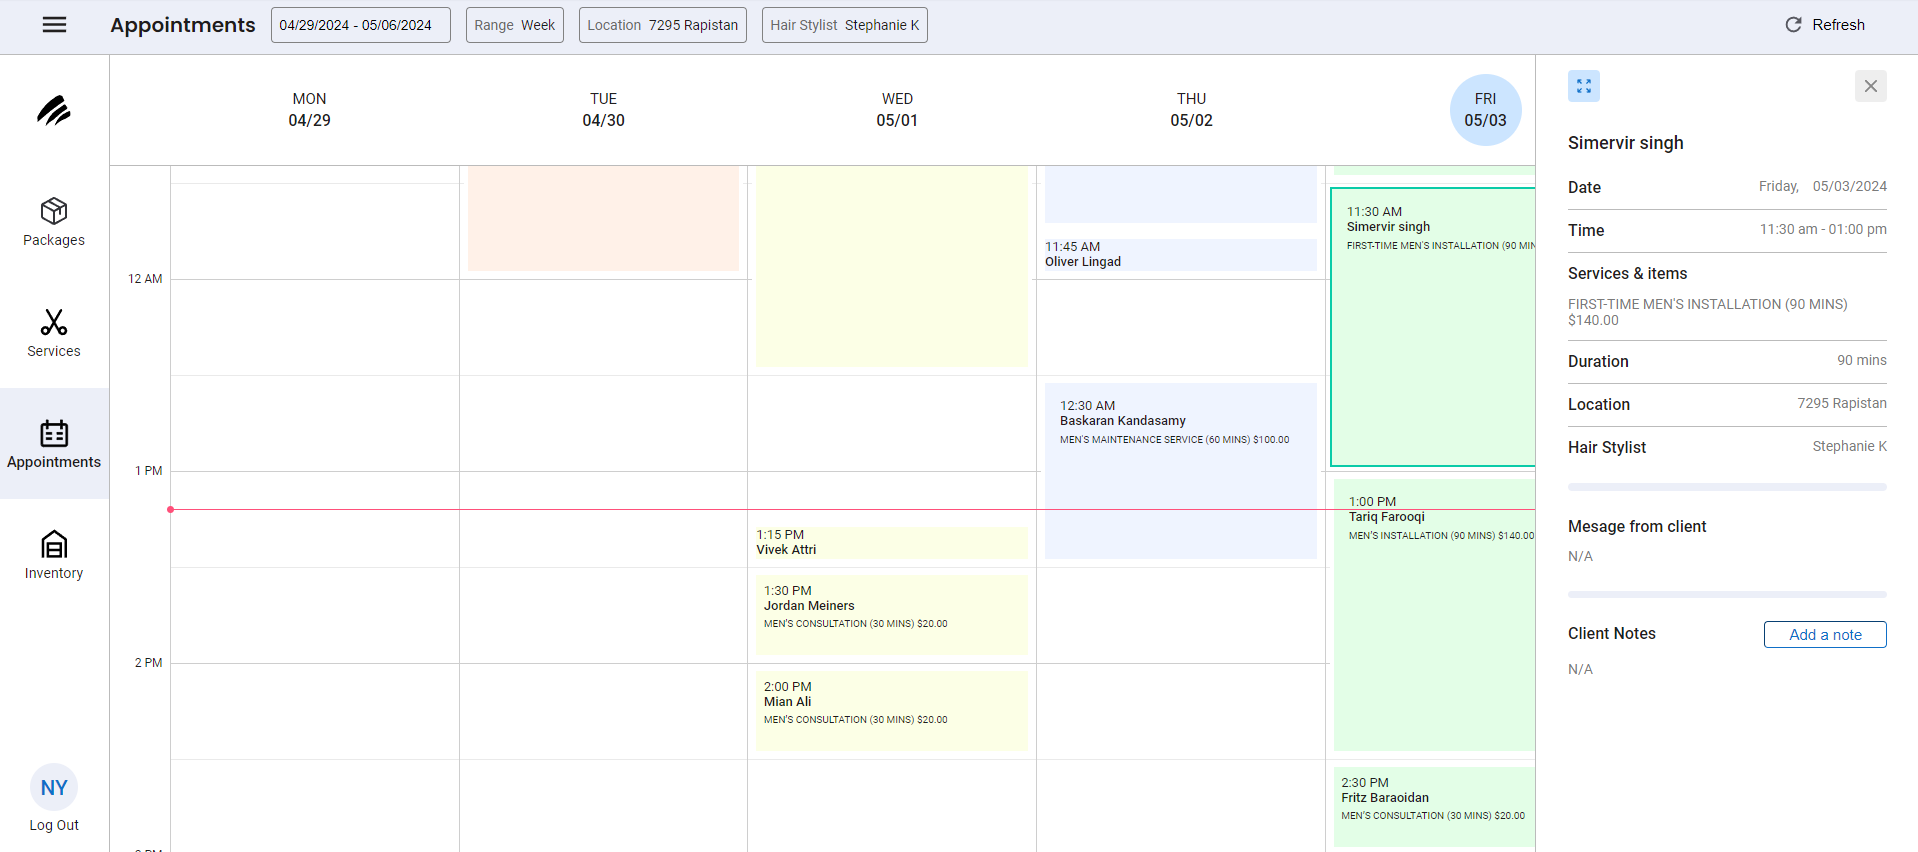 Appointments
04/29/2024 - 05/06/2024
Range Week
Location 7295 Rapistan
Hair Stylist Stephanie K
Refresh
Packages
Services
Appointments
Inventory
NY
Log Out
MON
04/29
TUE
04/30
WED
05/01
THU
05/02
FRI
05/03
12 AM
1 PM
2 PM
1:15 PM
Vivek Attri
1:30 PM
Jordan Meiners
MEN'S CONSULTATION (30 MINS) $20.00
2:00 PM
Mian Ali
MEN'S CONSULTATION (30 MINS) $20.00
11:45 AM
Oliver Lingad
12:30 AM
Baskaran Kandasamy
MEN'S MAINTENANCE SERVICE (60 MINS) $100.00
11:30 AM
Simervir singh
FIRST-TIME MEN'S INSTALLATION (90 MIN
1:00 PM
Tariq Farooqi
MEN'S INSTALLATION (90 MINS) $140.00
2:30 PM
Fritz Baraoidan
MEN'S CONSULTATION (30 MINS) $20.00
Simervir singh
Date Friday, 05/03/2024
Time 11:30 am - 01:00 pm
Services & items
FIRST-TIME MEN'S INSTALLATION (90 MINS)
$140.00
Duration 90 mins
Location 7295 Rapistan
Hair Stylist Stephanie K
Mesage from client
N/A
Client Notes
Add a note
N/A